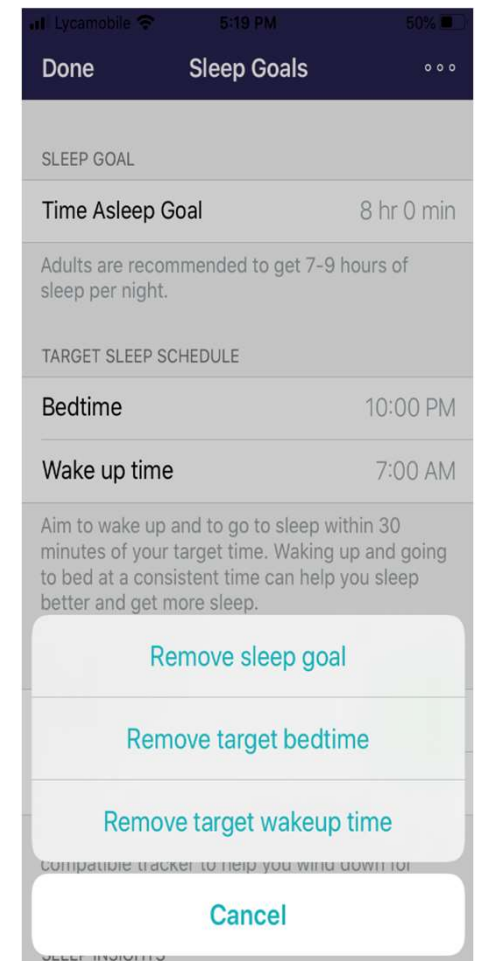 Lycamobile 5:19 PM 50%
Done Sleep Goals
SLEEP GOAL
Time Asleep Goal 8 hr 0 min
Adults are recommended to get 7-9 hours of
sleep per night.
TARGET SLEEP SCHEDULE
Bedtime 10:00 PM
Wake up time 7:00 AM
Aim to wake up and to go to sleep within 30
minutes of your target time. Waking up and going
to bed at a consistent time can help you sleep
better and get more sleep.
Remove sleep goal
Remove target bedtime
Remove target wakeup time
compatible tracker to help you wind down for
Cancel
SLEEP INSIGHTS